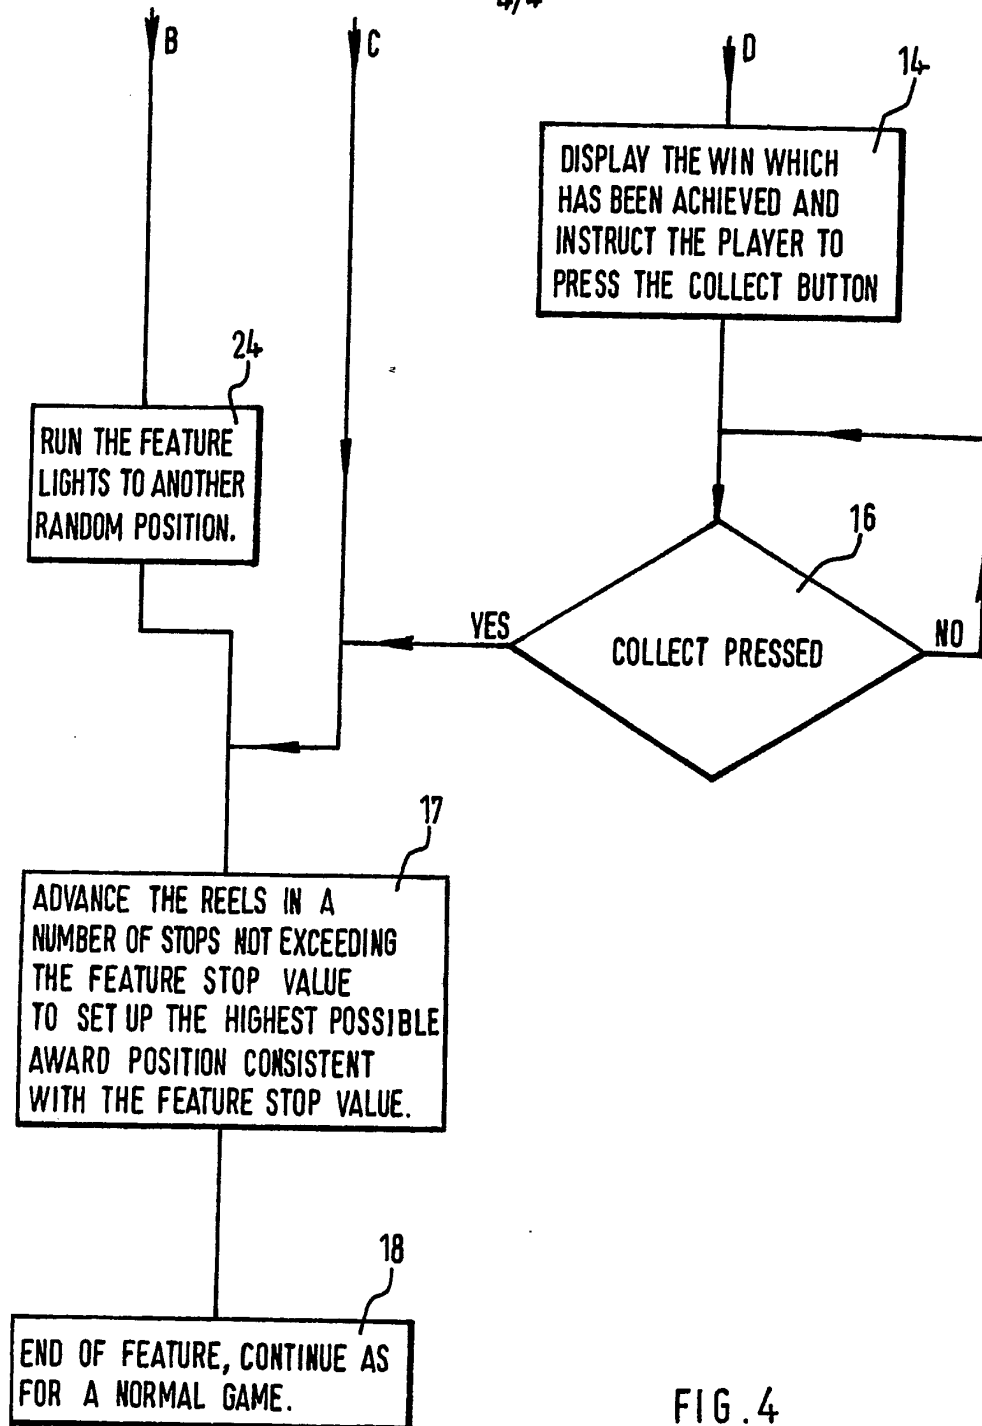 4/4
B
C
D
14
DISPLAY THE WIN WHICH
HAS BEEN ACHIEVED AND
INSTRUCT THE PLAYER TO
PRESS THE COLLECT BUTTON
24
RUN THE FEATURE
LIGHTS TO ANOTHER
RANDOM POSITION.
16
YES
COLLECT PRESSED
NO
17
ADVANCE THE REELS IN A
NUMBER OF STOPS NOT EXCEEDING
THE FEATURE STOP VALUE
TO SET UP THE HIGHEST POSSIBLE
AWARD POSITION CONSISTENT
WITH THE FEATURE STOP VALUE.
18
END OF FEATURE, CONTINUE AS
FOR A NORMAL GAME.
FIG.4